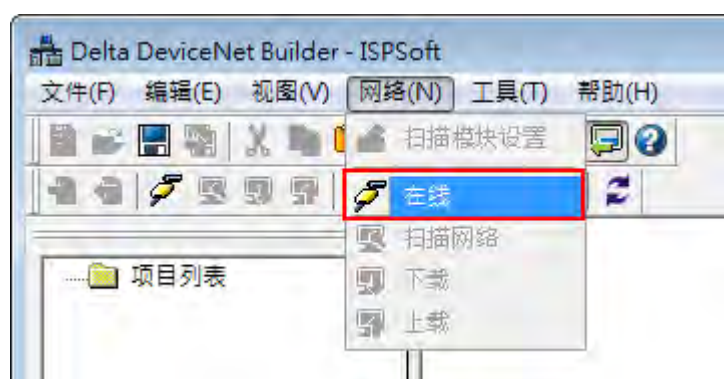 Delta DeviceNet Builder - ISPSoft
文件(F) 编辑(E) 视图(V) 网络(N) 工具(T) 帮助(H)
扫描模块设置
在线
扫描网络
项目列表
下载
上载